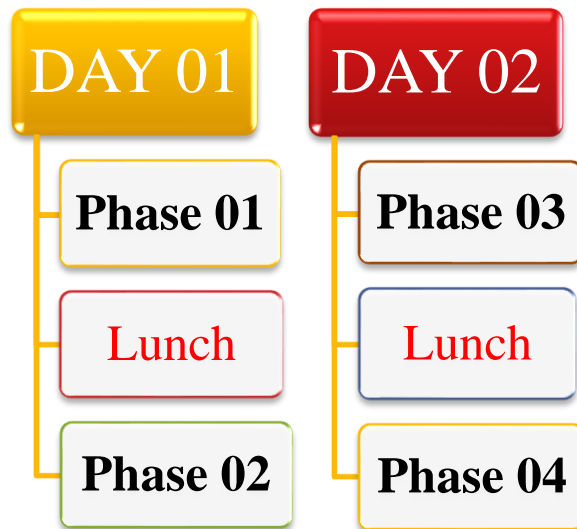 DAY 01
Phase 01
Lunch
Phase 02
DAY 02
Phase 03
Lunch
Phase 04